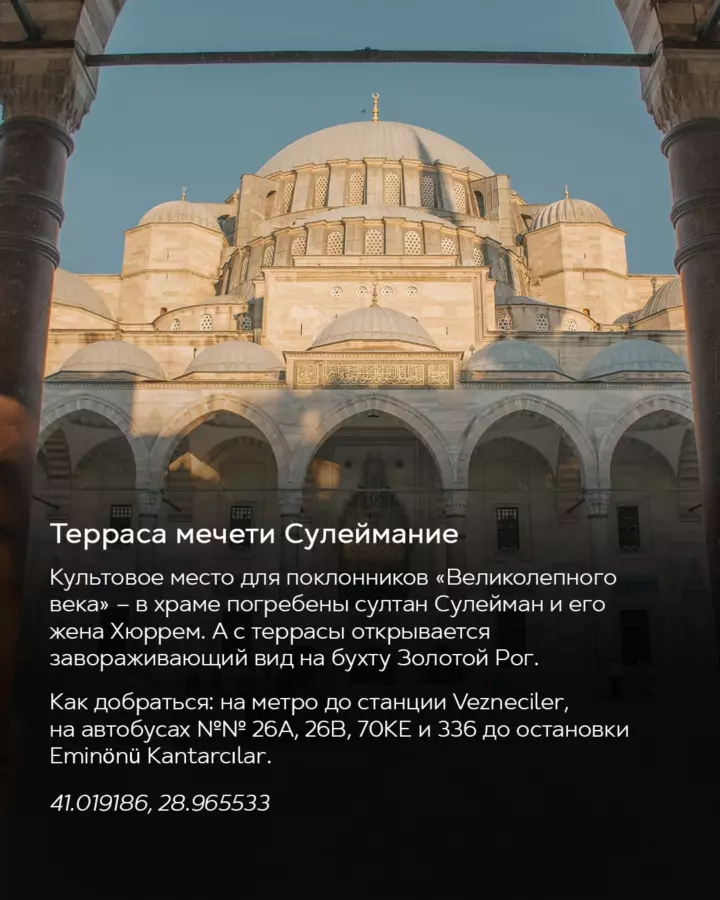 Терраса мечети Сулеймание
Культовое место для поклонников «Великолепного
века» – в храме погребены султан Сулейман и его
жена Хюррем. А с террасы открывается
завораживающий вид на бухту Золотой Рог.
Как добраться: на метро до станции Vezneciler,
на автобусах №№ 26А, 26В, 70КЕ и 336 до остановки
Eminönü Kantarcılar.
41.019186, 28.965533